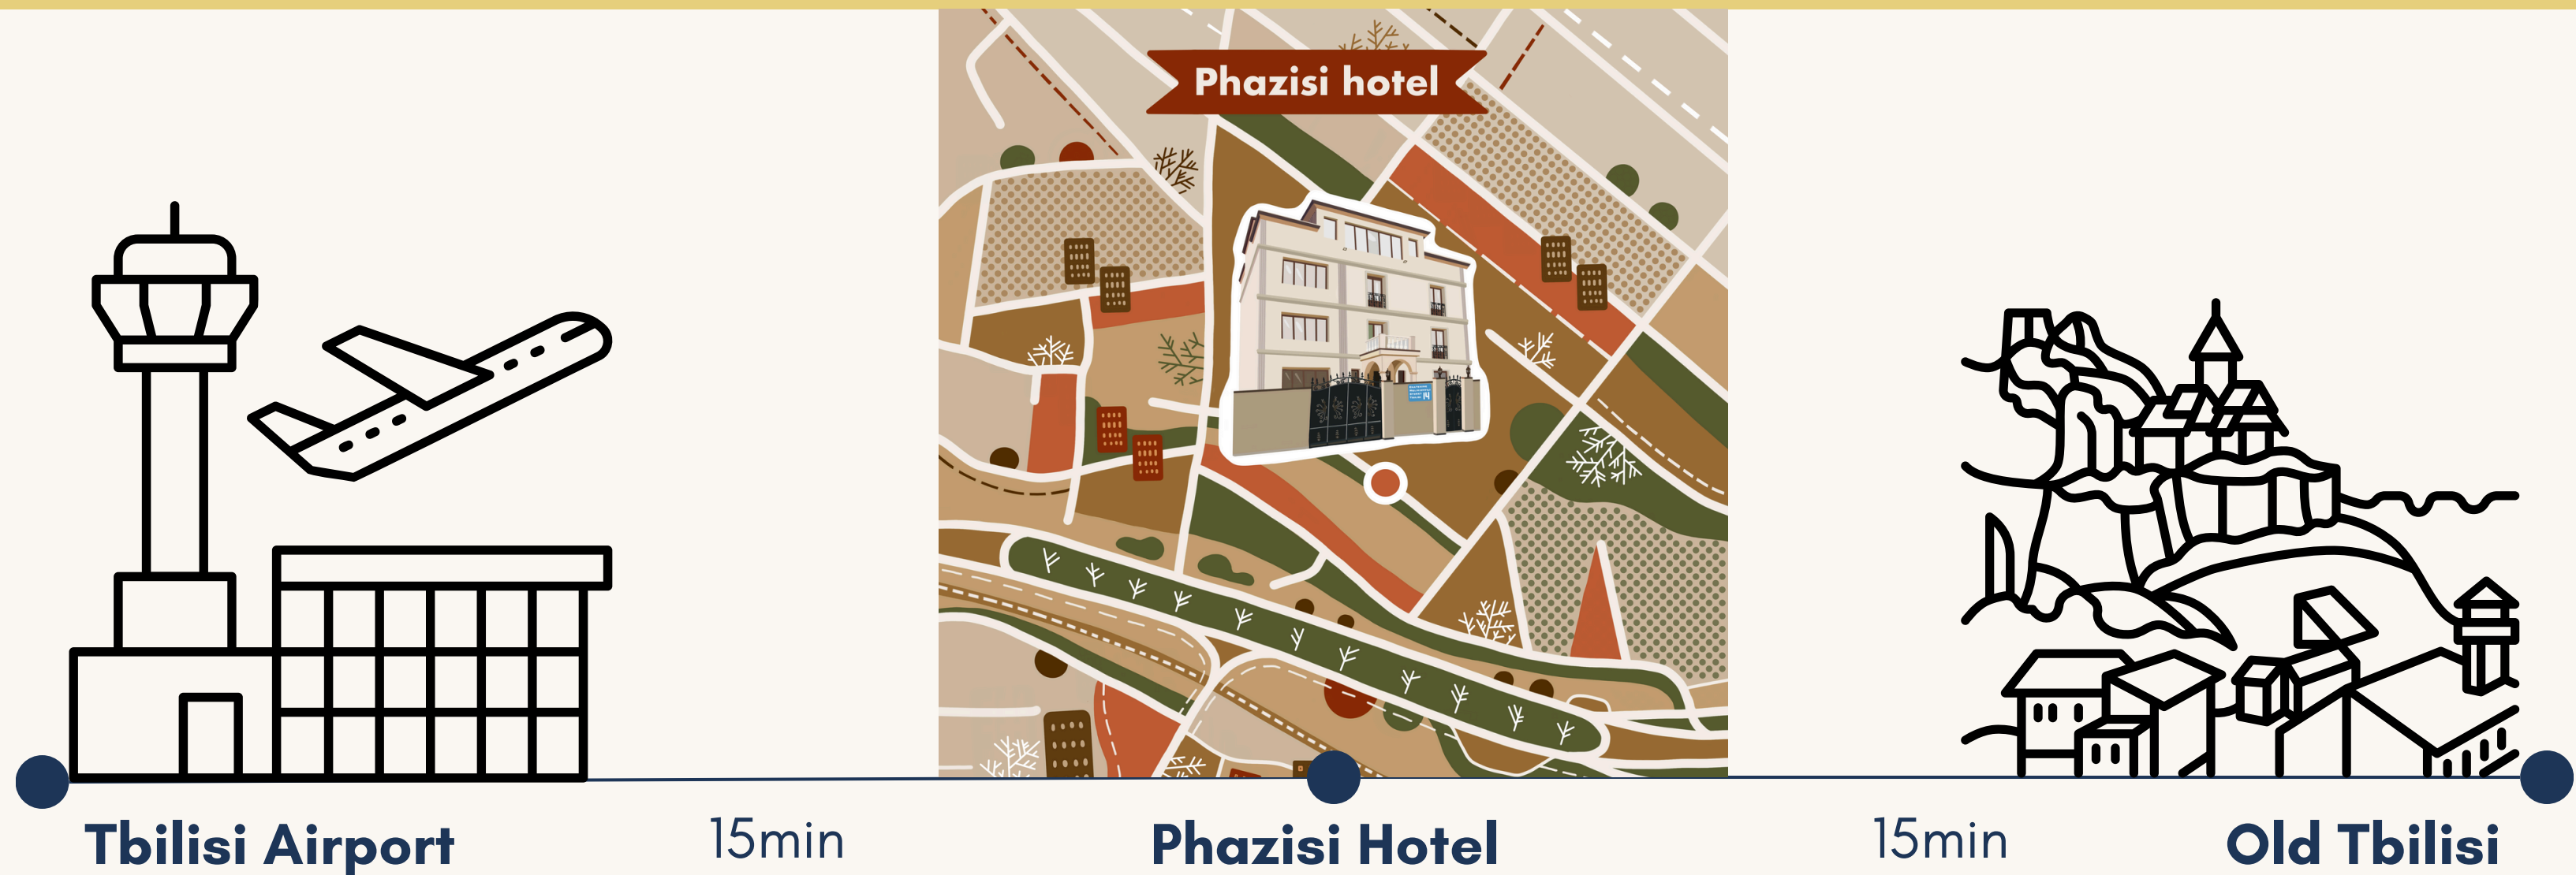 Phazisi hotel
Tbilisi Airport
15min
Phazisi Hotel
15min
Old Tbilisi